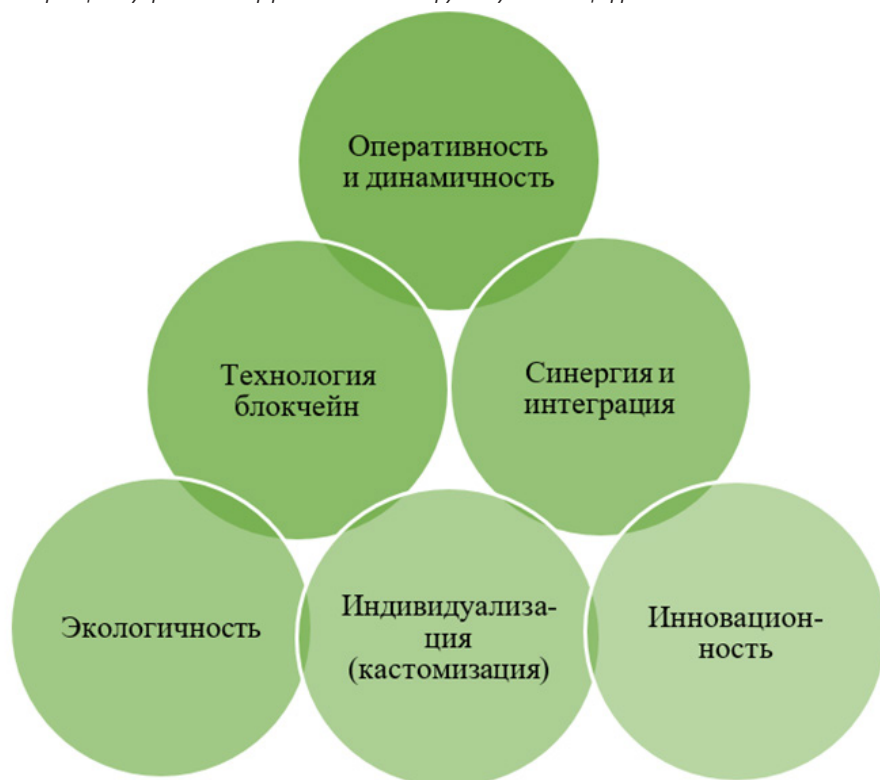 Оперативность
и динамичность
Технология
блокчейн
Синергия и
интеграция
Экологичность
Индивидуализа-
ция
(кастомизация)
Инновацион-
ность